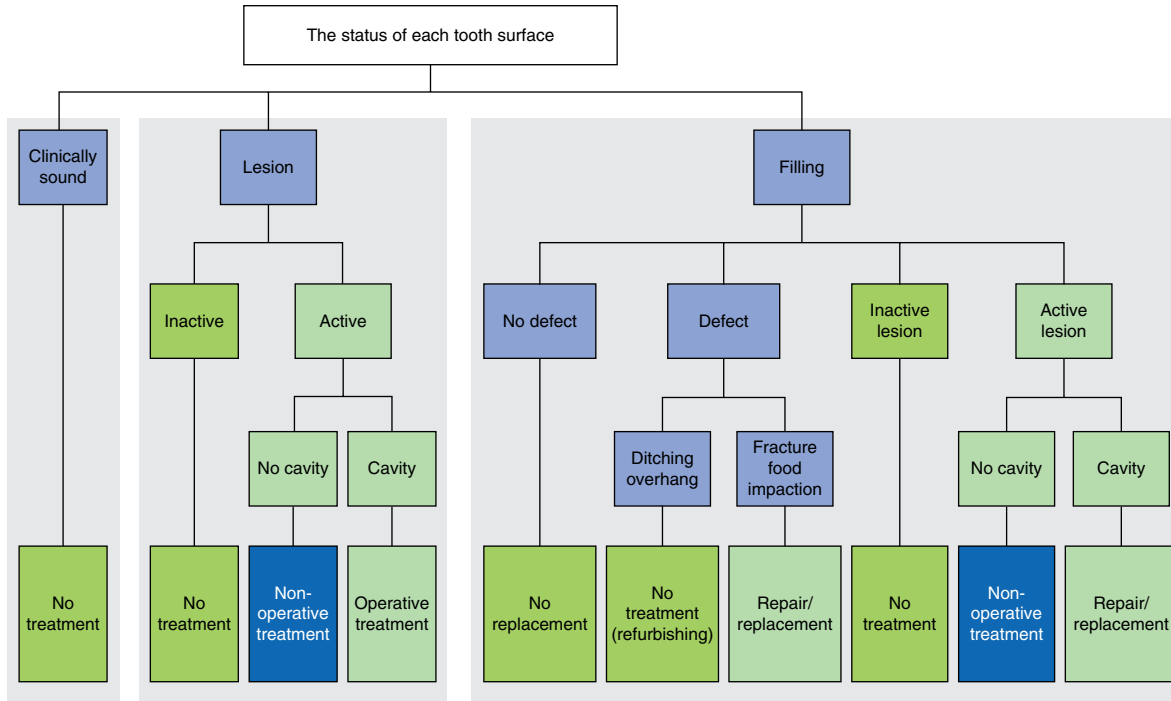 The status of each tooth surface
Clinically
sound
Lesion
Filling
Inactive
Active
No defect
Defect
Inactive
lesion
Active
lesion
No cavity
Cavity
Ditching
overhang
Fracture
food
impaction
No cavity
Cavity
No
treatment
No
treatment
Non-
operative
treatment
Operative
treatment
No
replacement
No
treatment
(refurbishing)
Repair/
replacement
No
treatment
Non-
operative
treatment
Repair/
replacement